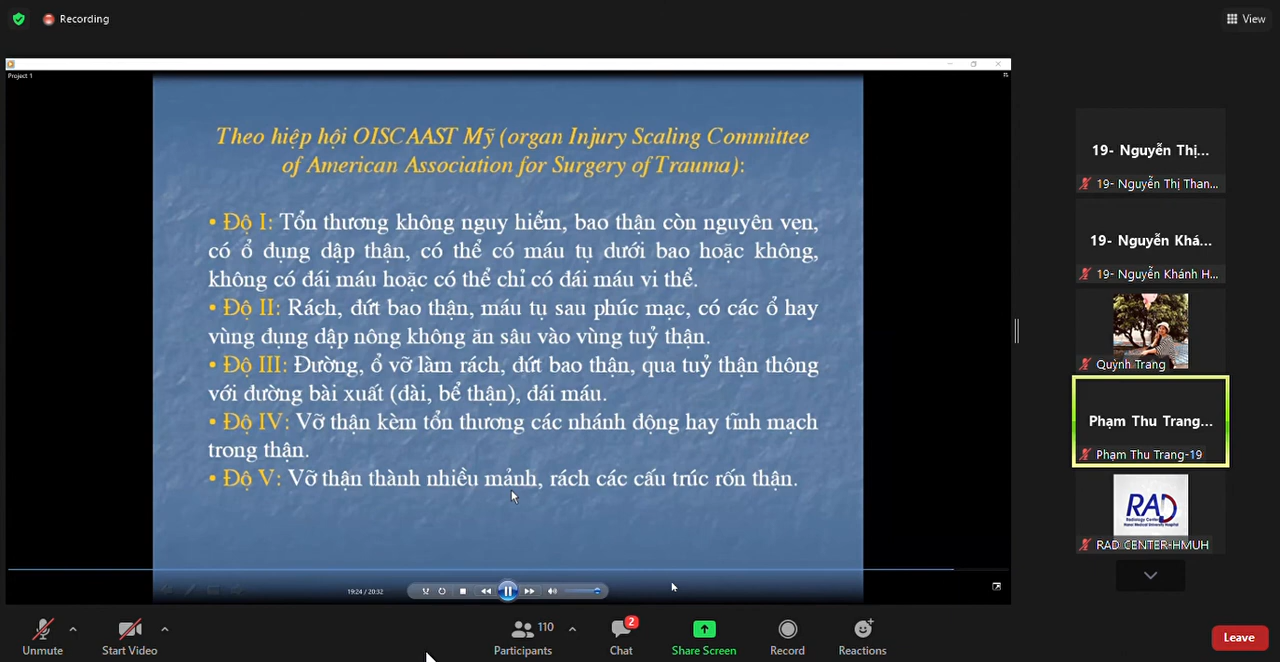 Recording
View
Project 1
Theo hiệp hội OISCAAST Mỹ (organ Injury Scaling Committee
of American Association for Surgery of Trauma):
• Độ I: Tổn thương không nguy hiểm, bao thận còn nguyên vẹn,
có ổ đụng dập thận, có thể có máu tụ dưới bao hoặc không,
không có đái máu hoặc có thể chỉ có đái máu vi thể.
• Độ II: Rách, đứt bao thận, máu tụ sau phúc mạc, có các ổ hay
vùng đụng dập nông không ăn sâu vào vùng tuỷ thận.
• Độ III: Đường, ổ vỡ làm rách, đứt bao thận, qua tuỷ thận thông
với đường bài xuất (đài, bể thận), đái máu.
• Độ IV: Vỡ thận kèm tổn thương các nhánh động hay tĩnh mạch
trong thận.
• Độ V: Vỡ thận thành nhiều mảnh, rách các cấu trúc rốn thận.
19:24 / 20:32
19- Nguyễn Thị...
19- Nguyễn Thị Than...
19- Nguyễn Khá...
19- Nguyễn Khánh H...
Quỳnh Trang
Phạm Thu Trang...
Phạm Thu Trang-19
RAD
Radiology Center
Hanoi Medical University Hospital
RAD CENTER-HMUH
Unmute
Start Video
110
Participants
2
Chat
Share Screen
Record
Reactions
Leave